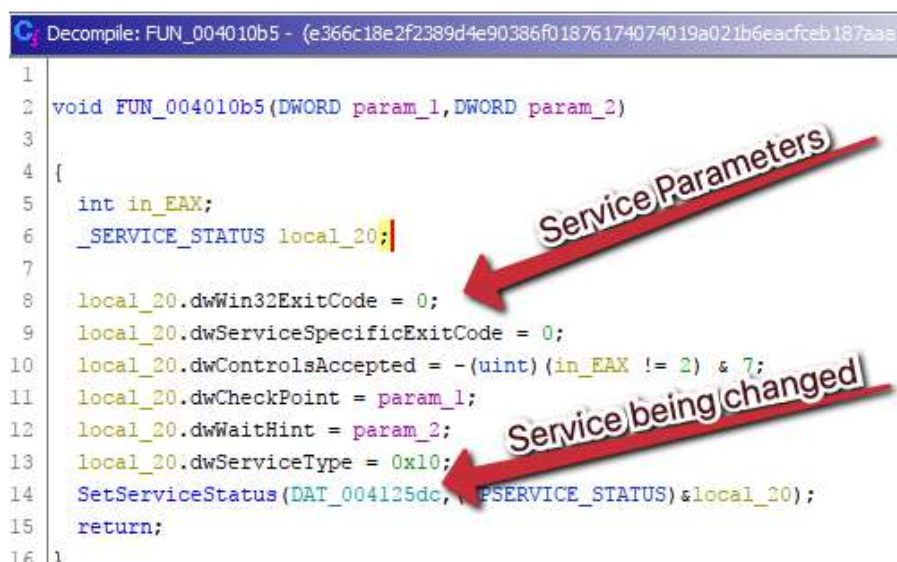 Decompile: FUN_004010b5 - (e366c18e2f2389d4e90386f01876174074019a021b6eacfceb187aaa
1
2 void FUN_004010b5(DWORD param_1,DWORD param_2)
3
4 {
5 int in_EAX;
6 _SERVICE_STATUS local_20;
7
8 local_20.dwWin32ExitCode = 0;
9 local_20.dwServiceSpecificExitCode = 0;
10 local_20.dwControlsAccepted = -(uint)(in_EAX != 2) & 7;
11 local_20.dwCheckPoint = param_1;
12 local_20.dwWaitHint = param_2;
13 local_20.dwServiceType = 0x10;
14 SetServiceStatus(DAT_004125dc, PSERVICE_STATUS)&local_20);
15 return;
16 }
Service Parameters
Service being changed